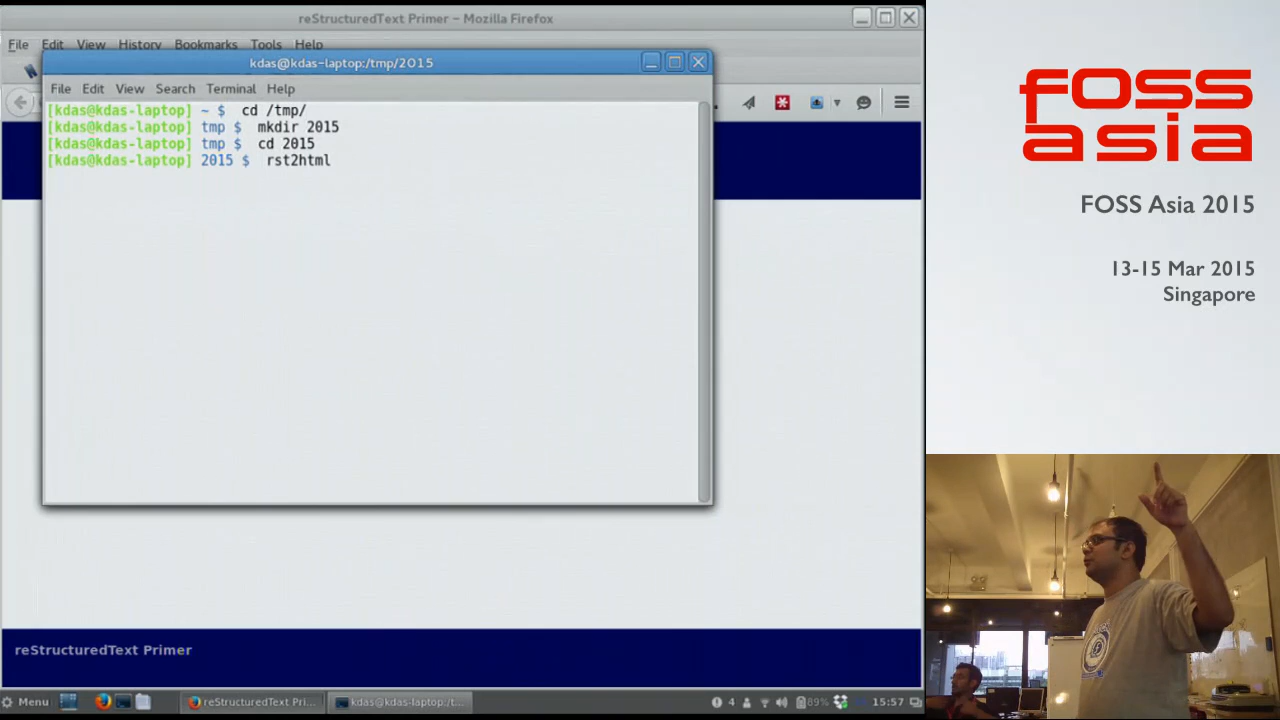 reStructuredText Primer - Mozilla Firefox
File Edit View History Bookmarks Tools Help
kdas@kdas-laptop:/tmp/2015
File Edit View Search Terminal Help
[kdas@kdas-laptop] ~ $ cd /tmp/
[kdas@kdas-laptop] tmp $ mkdir 2015
[kdas@kdas-laptop] tmp $ cd 2015
[kdas@kdas-laptop] 2015 $ rst2html
reStructuredText Primer
Menu
reStructuredText Pri...
kdas@kdas-laptop:/t...
4
89%
15:57
FOSS
asia
FOSS Asia 2015
13-15 Mar 2015
Singapore